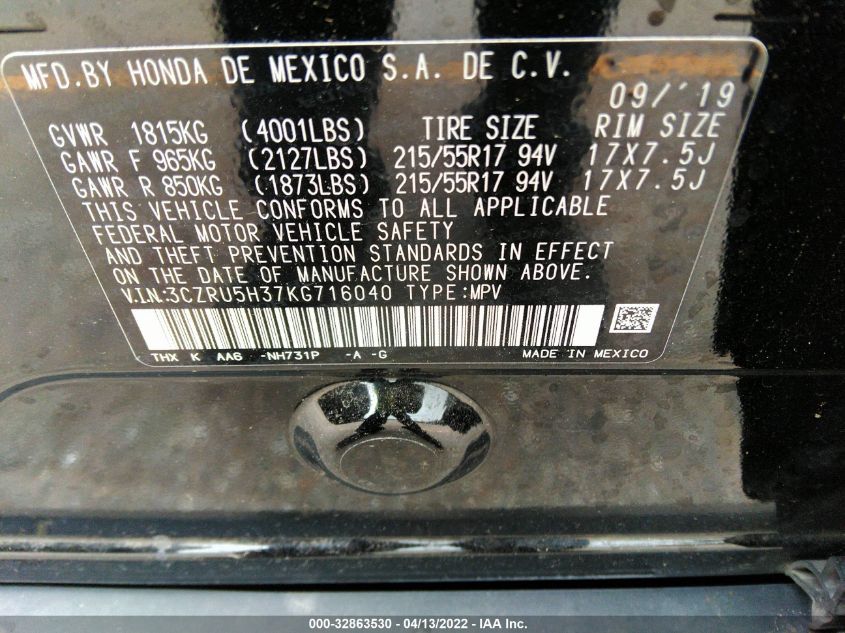 MFD.BY HONDA DE MEXICO S.A. DE C.V.
09/'19
GVWR 1815KG (4001LBS) TIRE SIZE RIM SIZE
GAWR F 965KG (2127LBS) 215/55R17 94V 17X7.5J
GAWR R 850KG (1873LBS) 215/55R17 94V 17X7.5J
THIS VEHICLE CONFORMS TO ALL APPLICABLE
FEDERAL MOTOR VEHICLE SAFETY
AND THEFT PREVENTION STANDARDS IN EFFECT
ON THE DATE OF MANUFACTURE SHOWN ABOVE.
V.I.N:3CZRU5H37KG716040 TYPE:MPV
THX K AA6 -NH731P -A -G MADE IN MEXICO
000-32863530 - 04/13/2022 - IAA Inc.